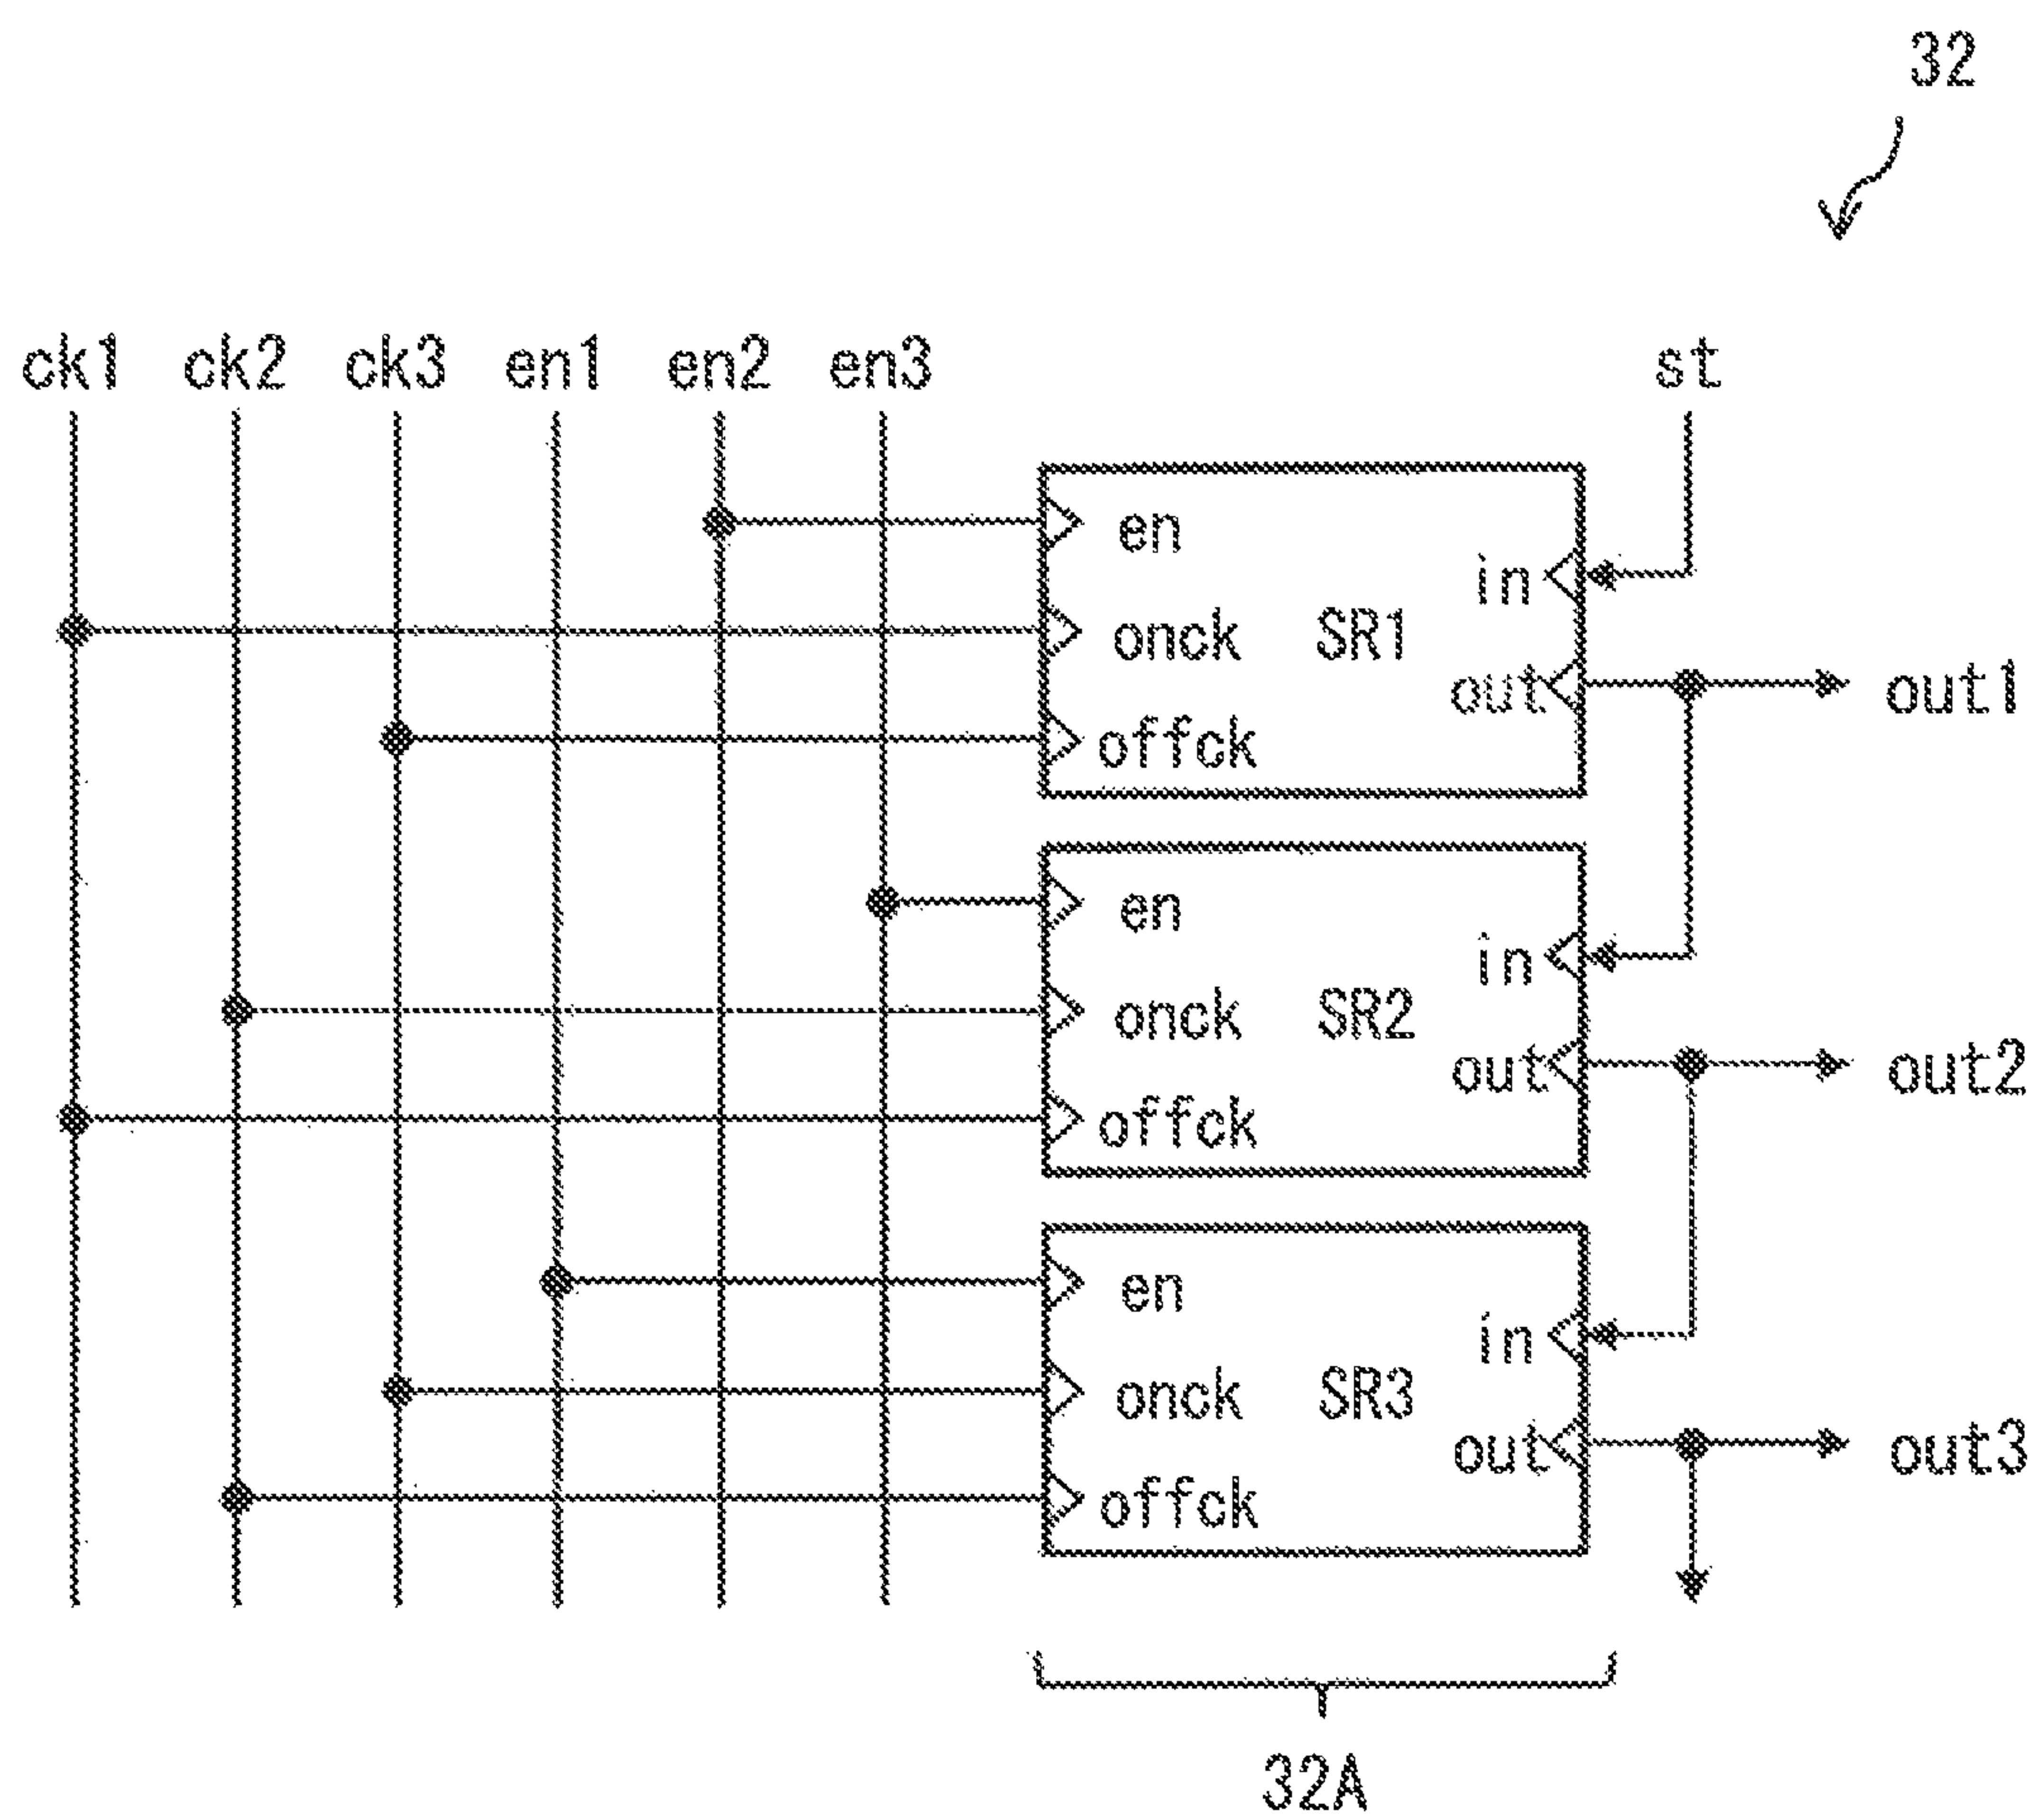 32
ck1 ck2 ck3 en1 en2 en3 st
en
in
onck SR1
out out1
offck
en
in
onck SR2
out out2
offck
en
in
onck SR3
out out3
offck
32A